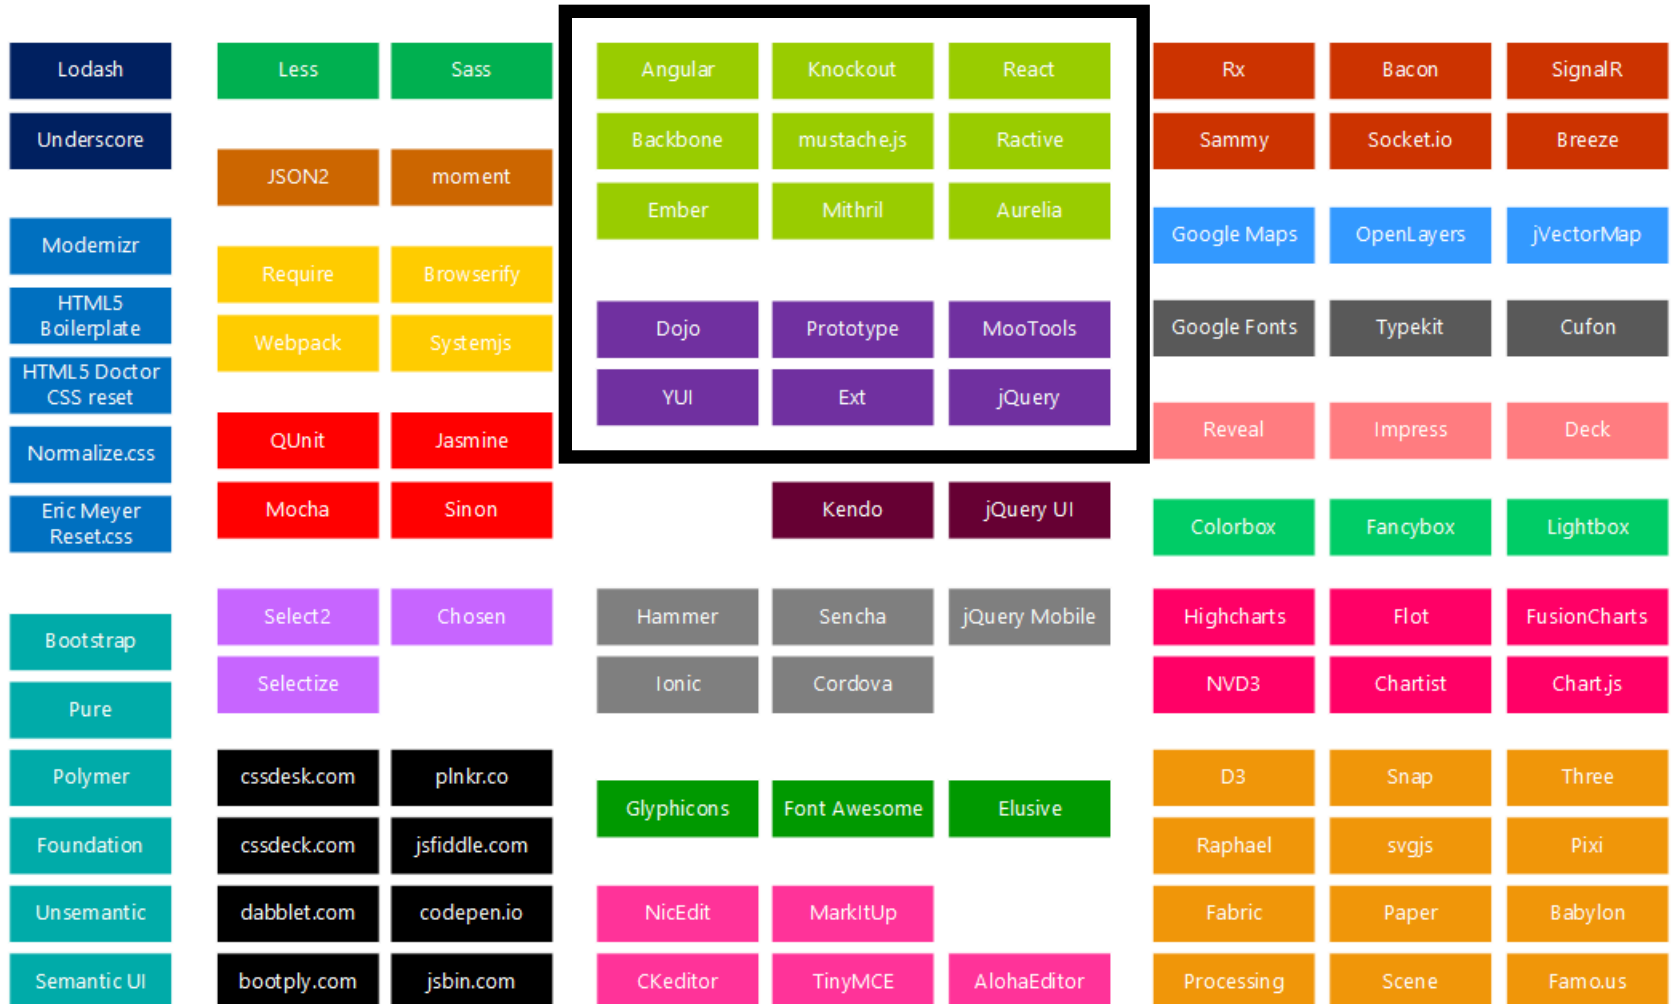 Lodash
Underscore
Modernizr
HTML5
Boilerplate
HTML5 Doctor
CSS reset
Normalize.css
Eric Meyer
Reset.css
Bootstrap
Pure
Polymer
Foundation
Unsemantic
Semantic UI
Less
Sass
JSON2
moment
Require
Browserify
Webpack
Systemjs
QUnit
Jasmine
Mocha
Sinon
Select2
Chosen
Selectize
cssdesk.com
plnkr.co
cssdeck.com
jsfiddle.com
dabblet.com
codepen.io
bootply.com
jsbin.com
Angular
Knockout
React
Backbone
mustache.js
Ractive
Ember
Mithril
Aurelia
Dojo
Prototype
MooTools
YUI
Ext
jQuery
Kendo
jQuery UI
Hammer
Sencha
jQuery Mobile
Ionic
Cordova
Glyphicons
Font Awesome
Elusive
NicEdit
MarkItUp
CKeditor
TinyMCE
AlohaEditor
Rx
Bacon
SignalR
Sammy
Socket.io
Breeze
Google Maps
OpenLayers
jVectorMap
Google Fonts
Typekit
Cufon
Reveal
Impress
Deck
Colorbox
Fancybox
Lightbox
Highcharts
Flot
FusionCharts
NVD3
Chartist
Chart.js
D3
Snap
Three
Raphael
svgjs
Pixi
Fabric
Paper
Babylon
Processing
Scene
Famo.us